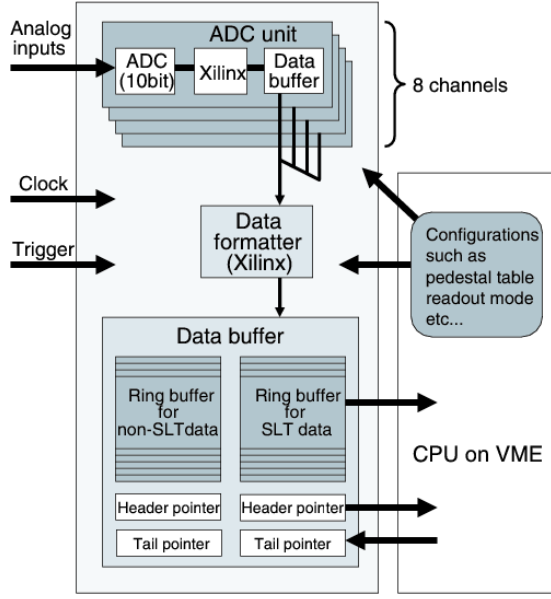 Analog
inputs
ADC unit
ADC
(10bit)
Xilinx
Data
buffer
8 channels
Clock
Trigger
Data
formatter
(Xilinx)
Configurations
such as
pedestal table
readout mode
etc...
Data buffer
Ring buffer
for
non-SLTdata
Ring buffer
for
SLT data
CPU on VME
Header pointer
Header pointer
Tail pointer
Tail pointer